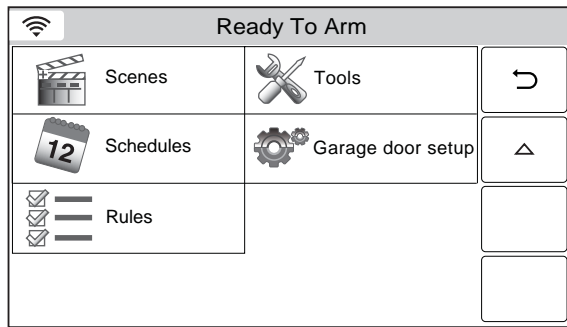 Ready To Arm
Scenes
Tools
12
Schedules
Garage door setup
Rules